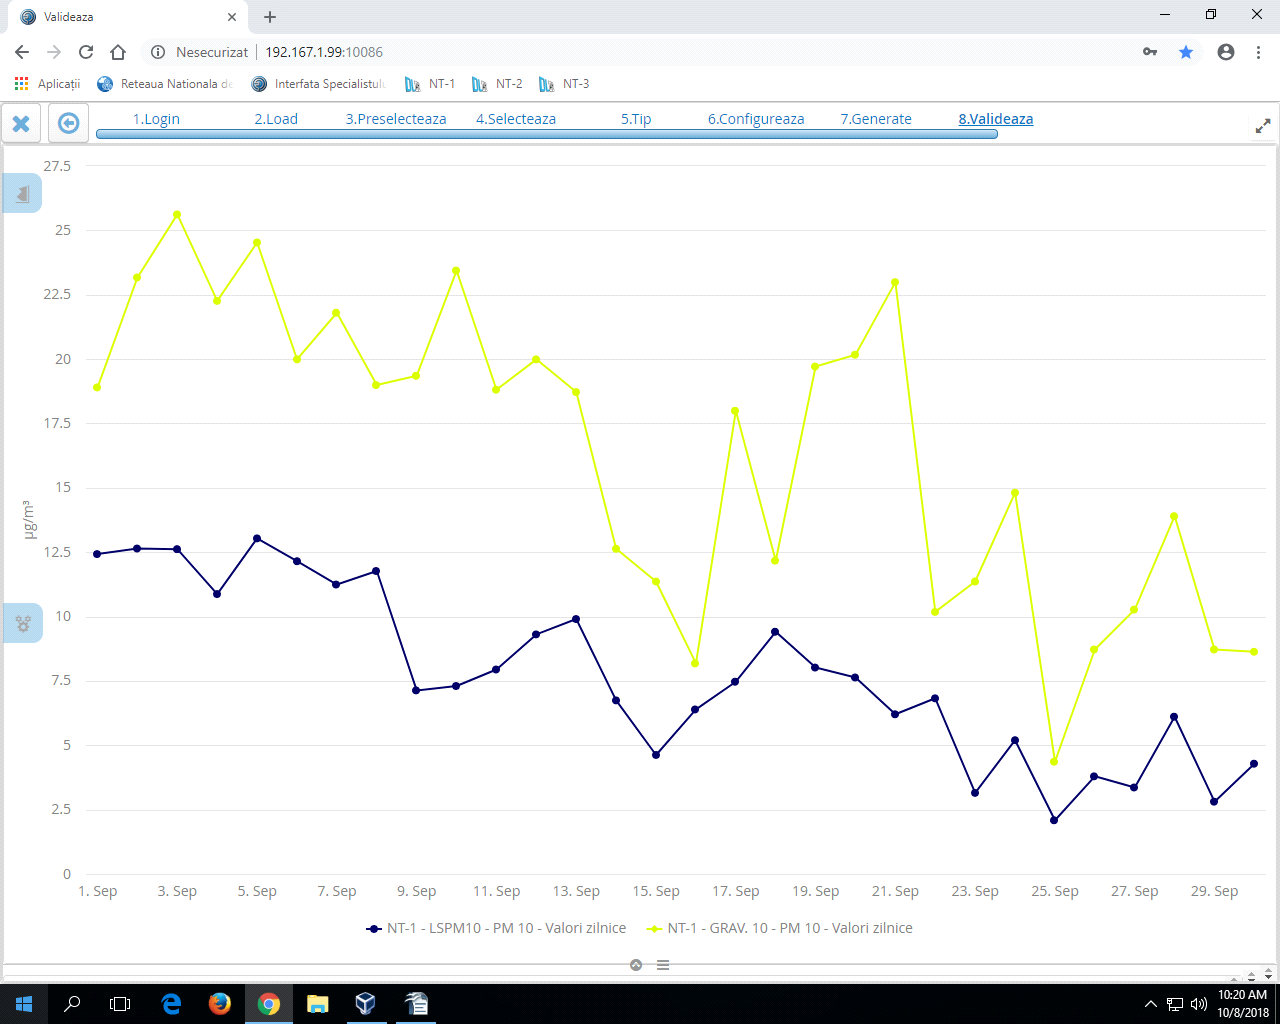 Valideaza
Nesecurizat 192.167.1.99:10086
Aplicații Reteaua Nationala de Interfata Specialistulu NT-1 NT-2 NT-3
1.Login 2.Load 3.Preselecteaza 4.Selecteaza 5.Tip 6.Configureaza 7.Generate 8.Valideaza
27.5
25
22.5
20
17.5
15
12.5
10
7.5
5
2.5
0
µg/m³
1. Sep 3. Sep 5. Sep 7. Sep 9. Sep 11. Sep 13. Sep 15. Sep 17. Sep 19. Sep 21. Sep 23. Sep 25. Sep 27. Sep 29. Sep
NT-1 - LSPM10 - PM 10 - Valori zilnice NT-1 - GRAV. 10 - PM 10 - Valori zilnice
10:20 AM
10/8/2018